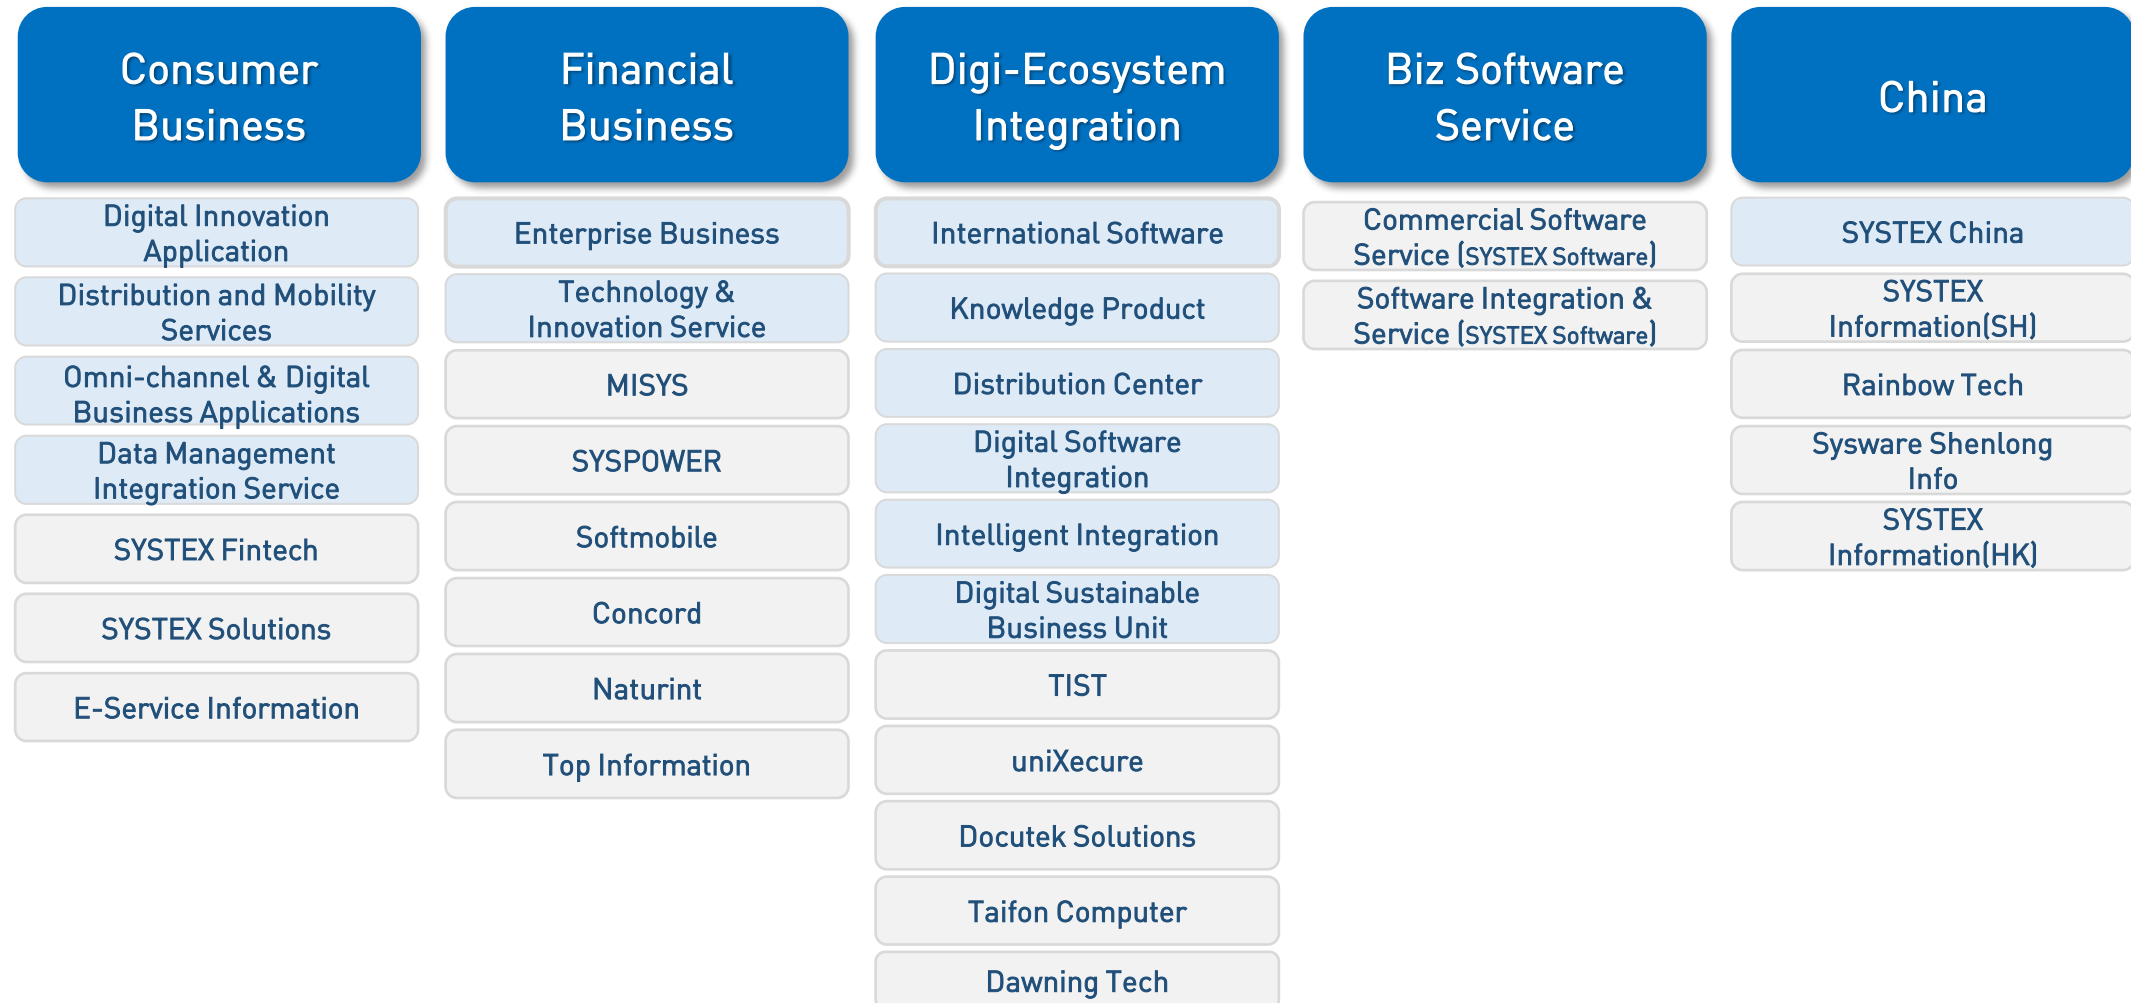 Consumer
Business
Digital Innovation
Application
Distribution and Mobility
Services
Omni-channel & Digital
Business Applications
Data Management
Integration Service
SYSTEX Fintech
SYSTEX Solutions
E-Service Information
Financial
Business
Enterprise Business
Technology &
Innovation Service
MISYS
SYSPOWER
Softmobile
Concord
Naturint
Top Information
Digi-Ecosystem
Integration
International Software
Knowledge Product
Distribution Center
Digital Software
Integration
Intelligent Integration
Digital Sustainable
Business Unit
TIST
uniXecure
Docutek Solutions
Taifon Computer
Dawning Tech
Biz Software
Service
Commercial Software
Service (SYSTEX Software)
Software Integration &
Service (SYSTEX Software)
China
SYSTEX China
SYSTEX
Information(SH)
Rainbow Tech
Sysware Shenlong
Info
SYSTEX
Information(HK)